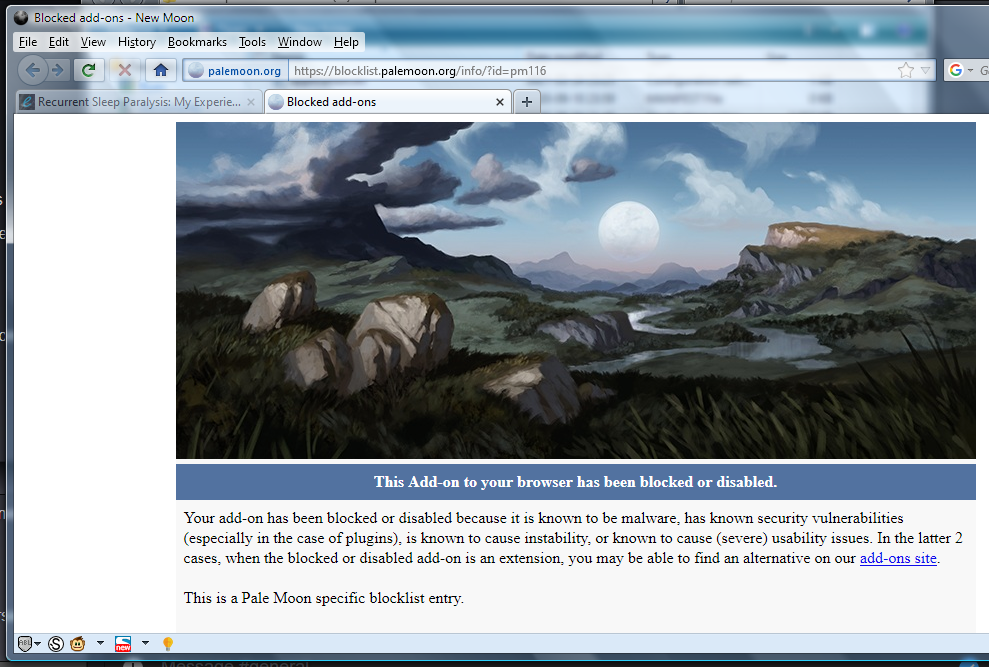 Blocked add-ons - New Moon
File Edit View History Bookmarks Tools Window Help
palemoon.org https://blocklist.palemoon.org/info/?id=pm116 G
Recurrent Sleep Paralysis: My Experie... Blocked add-ons
This Add-on to your browser has been blocked or disabled.
Your add-on has been blocked or disabled because it is known to be malware, has known security vulnerabilities
(especially in the case of plugins), is known to cause instability, or known to cause (severe) usability issues. In the latter 2
cases, when the blocked or disabled add-on is an extension, you may be able to find an alternative on our add-ons site.
This is a Pale Moon specific blocklist entry.
ABL S new
Message #general